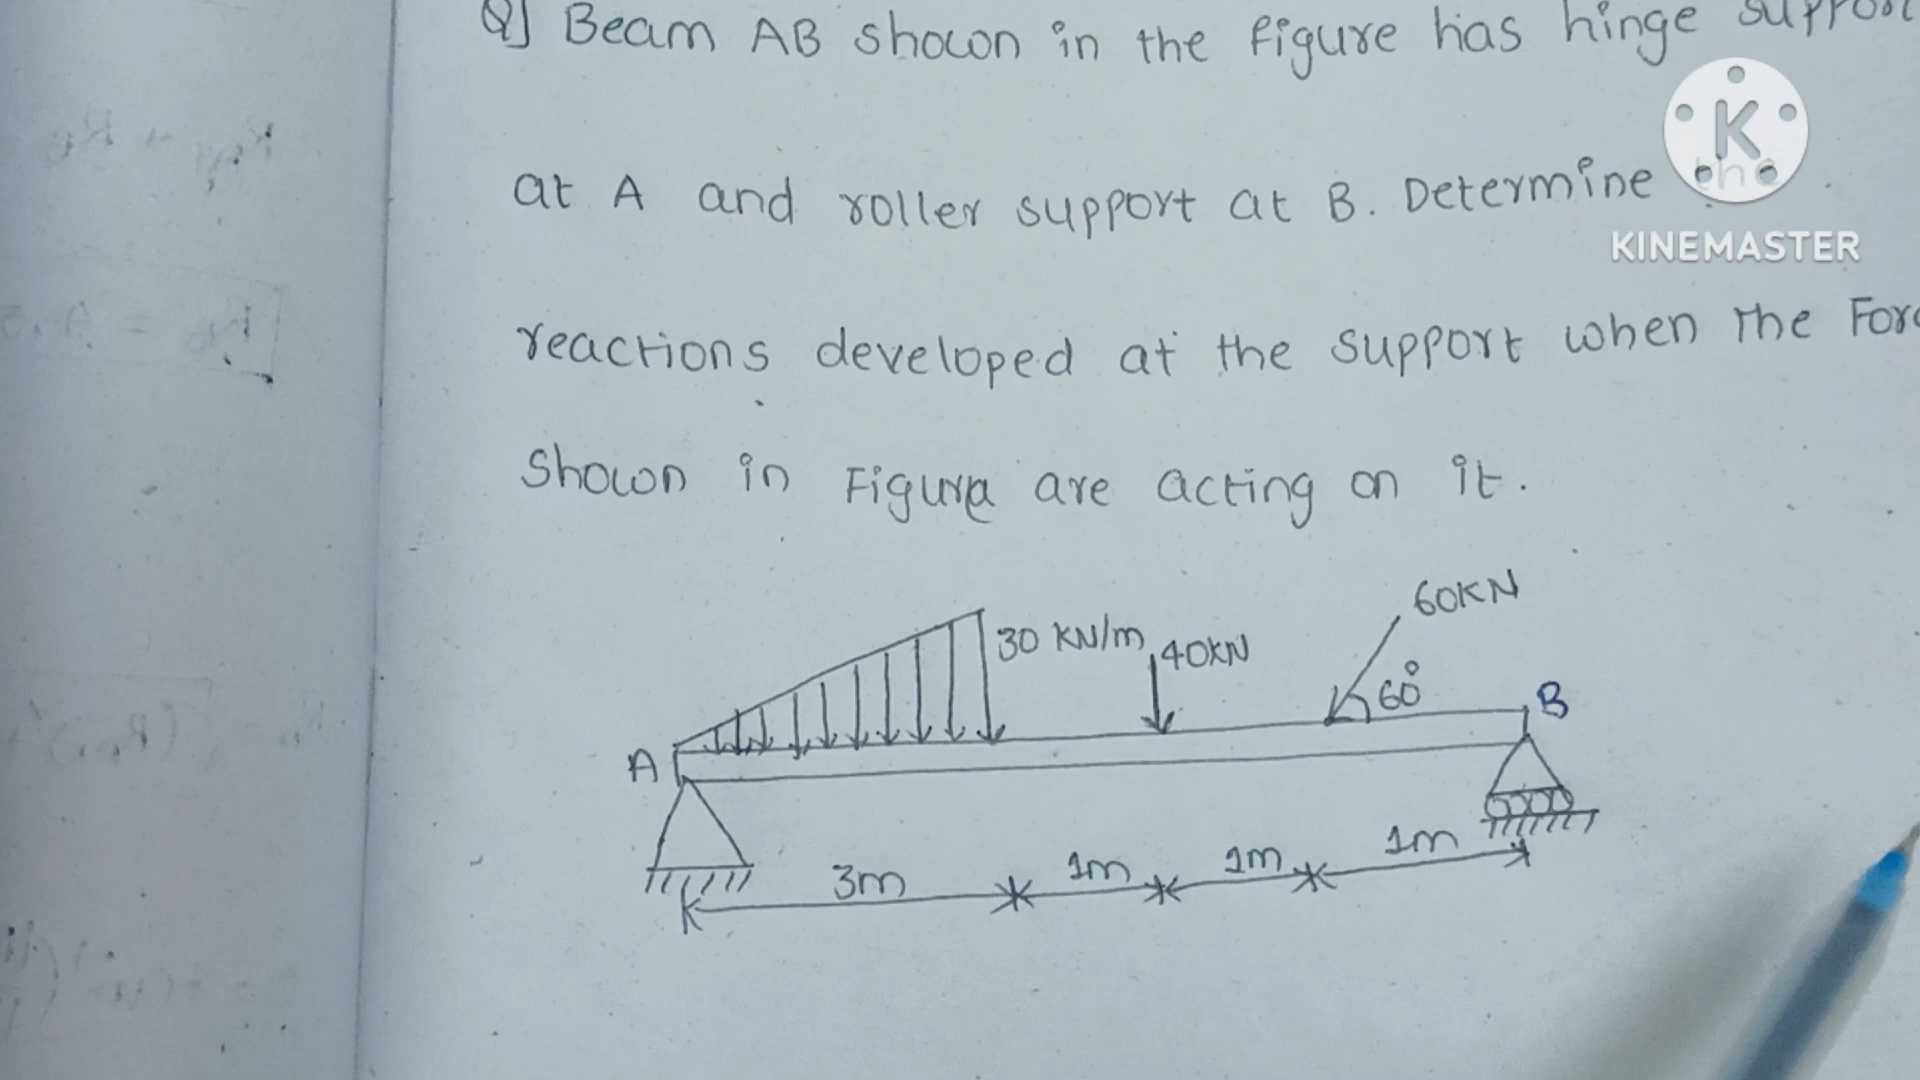 Q] Beam AB shown in the figure has hinge support
K
at A and roller support at B. Determine the
KINEMASTER
reactions developed at the support when the
shown in Figure are acting on it.
60KN
30 KN/m
40KN
60°
B
A
3m
1m
1m
1m